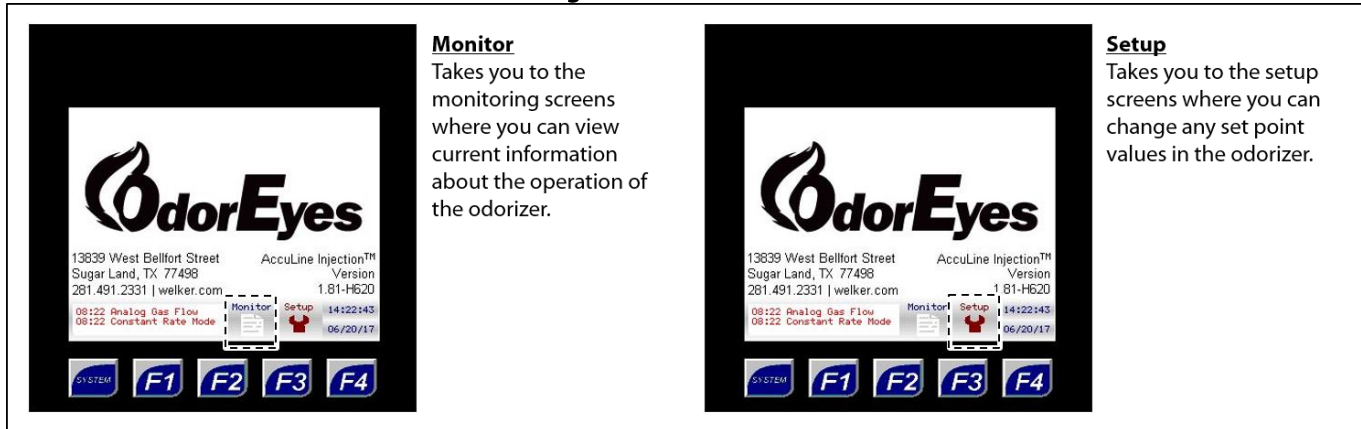 Monitor
Takes you to the
monitoring screens
where you can view
current information
about the operation of
the odorizer.
OdorEyes
13839 West Bellfort Street
Sugar Land, TX 77498
281.491.2331 | welker.com
AccuLine Injection™
Version
1.81-H620
08:22 Analog Gas Flow
08:22 Constant Rate Mode
Monitor
Setup
14:22:43
06/20/17
SYSTEM
F1
F2
F3
F4
Setup
Takes you to the setup
screens where you can
change any set point
values in the odorizer.
OdorEyes
13839 West Bellfort Street
Sugar Land, TX 77498
281.491.2331 | welker.com
AccuLine Injection™
Version
1.81-H620
08:22 Analog Gas Flow
08:22 Constant Rate Mode
Monitor
Setup
14:22:43
06/20/17
SYSTEM
F1
F2
F3
F4